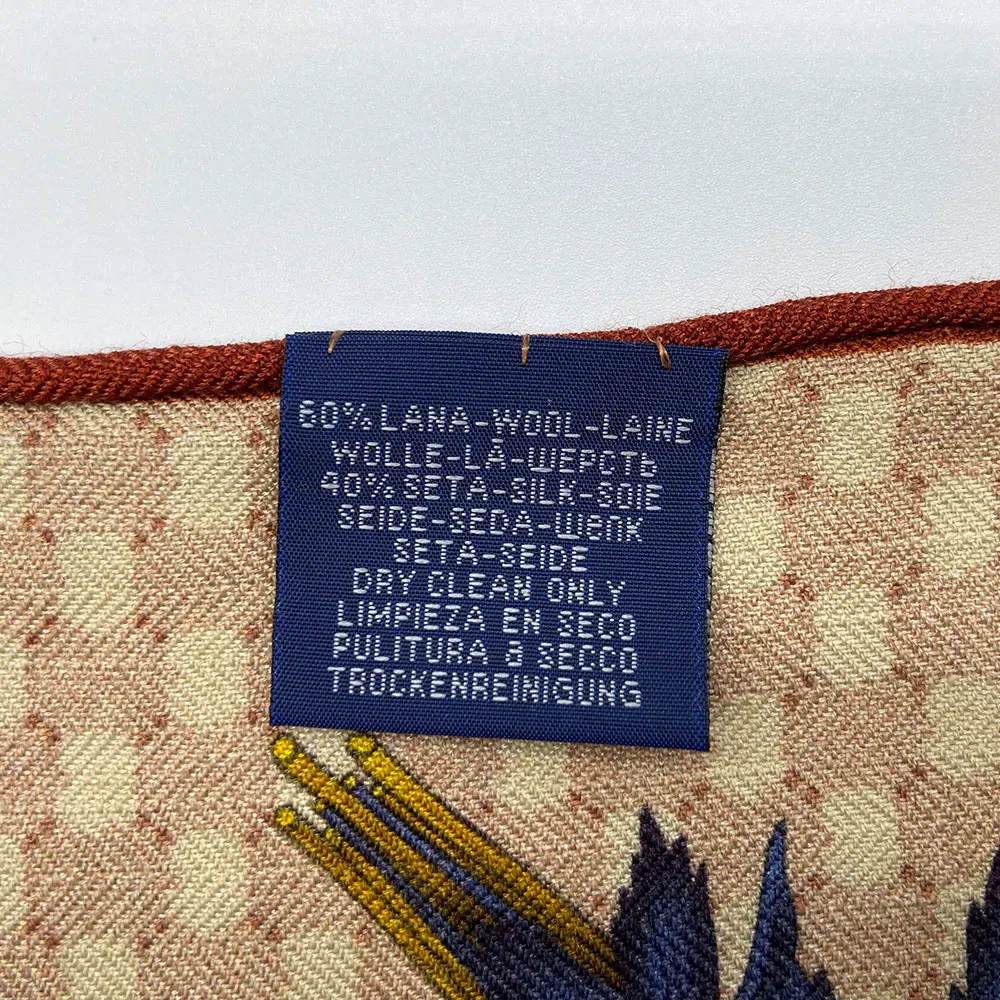 60% LANA-WOOL-LAINE
WOLLE-LĀ-ШЕРСТЬ
40% SETA-SILK-SOIE
SEIDE-SEDA-Шелк
SETA-SEIDE
DRY CLEAN ONLY
LIMPIEZA EN SECO
PULITURA a SECCO
TROCKENREINIGUNG